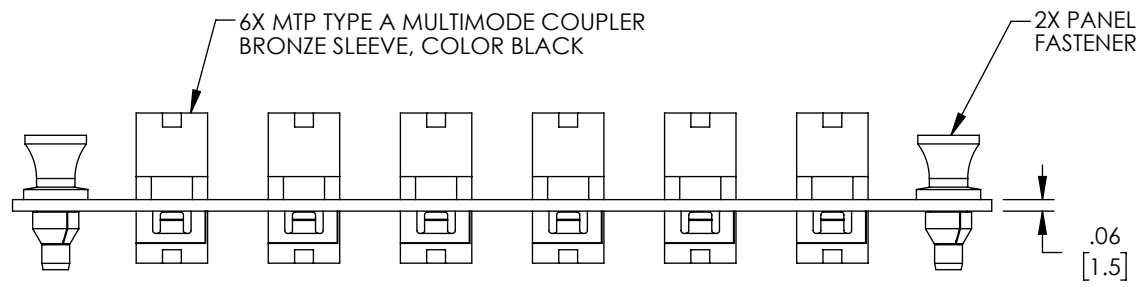 6X MTP TYPE A MULTIMODE COUPLER
BRONZE SLEEVE, COLOR BLACK
2X PANEL
FASTENER
.06
[1.5]